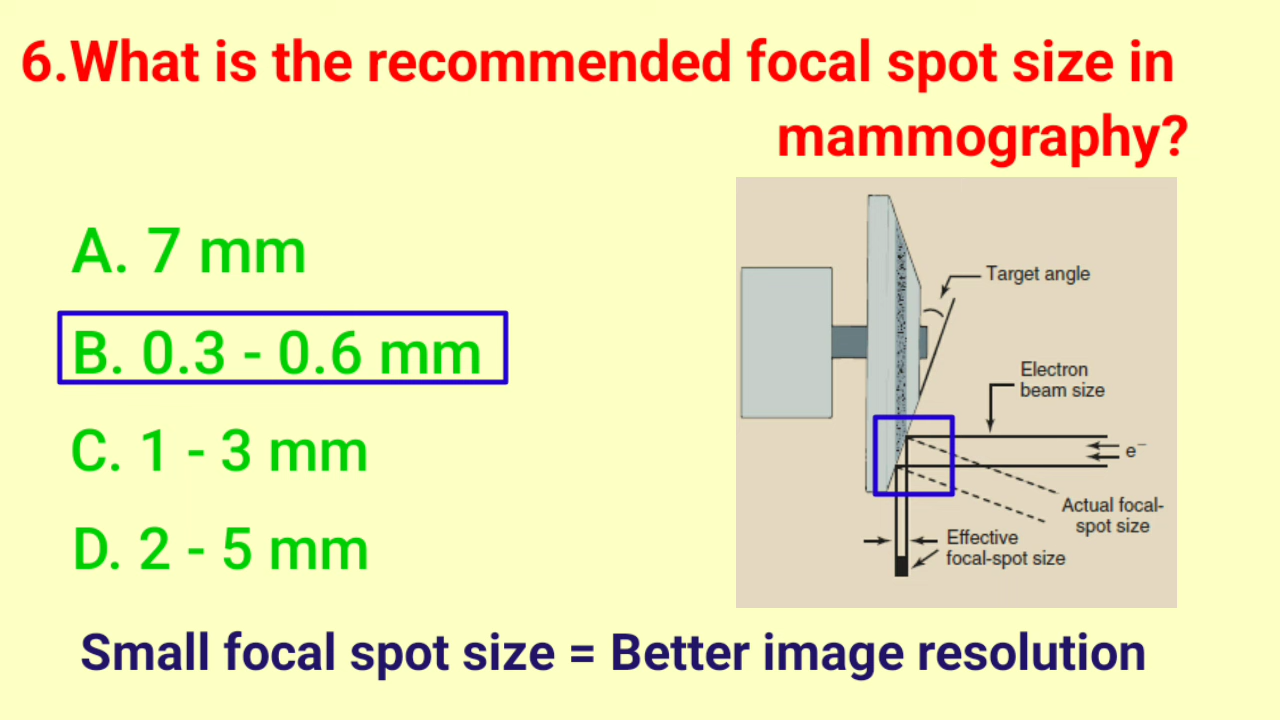 6.What is the recommended focal spot size in
mammography?
A. 7 mm
B. 0.3 - 0.6 mm
C. 1 - 3 mm
D. 2 - 5 mm
Target angle
Electron
beam size
e⁻
Actual focal-
spot size
Effective
focal-spot size
Small focal spot size = Better image resolution